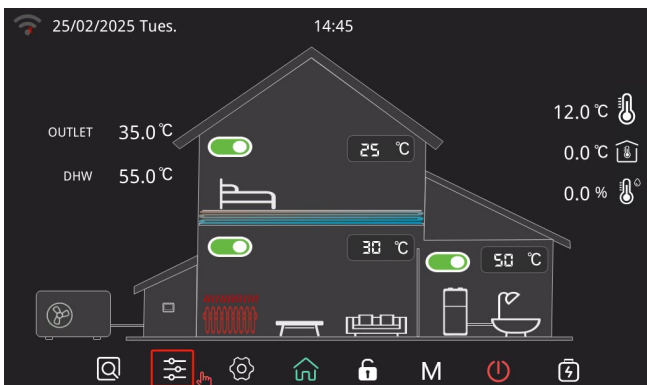 25/02/2025 Tues.
14:45
OUTLET 35.0 ℃
DHW 55.0 ℃
12.0 ℃
0.0 ℃
0.0 %
25 ℃
30 ℃
50 ℃
M